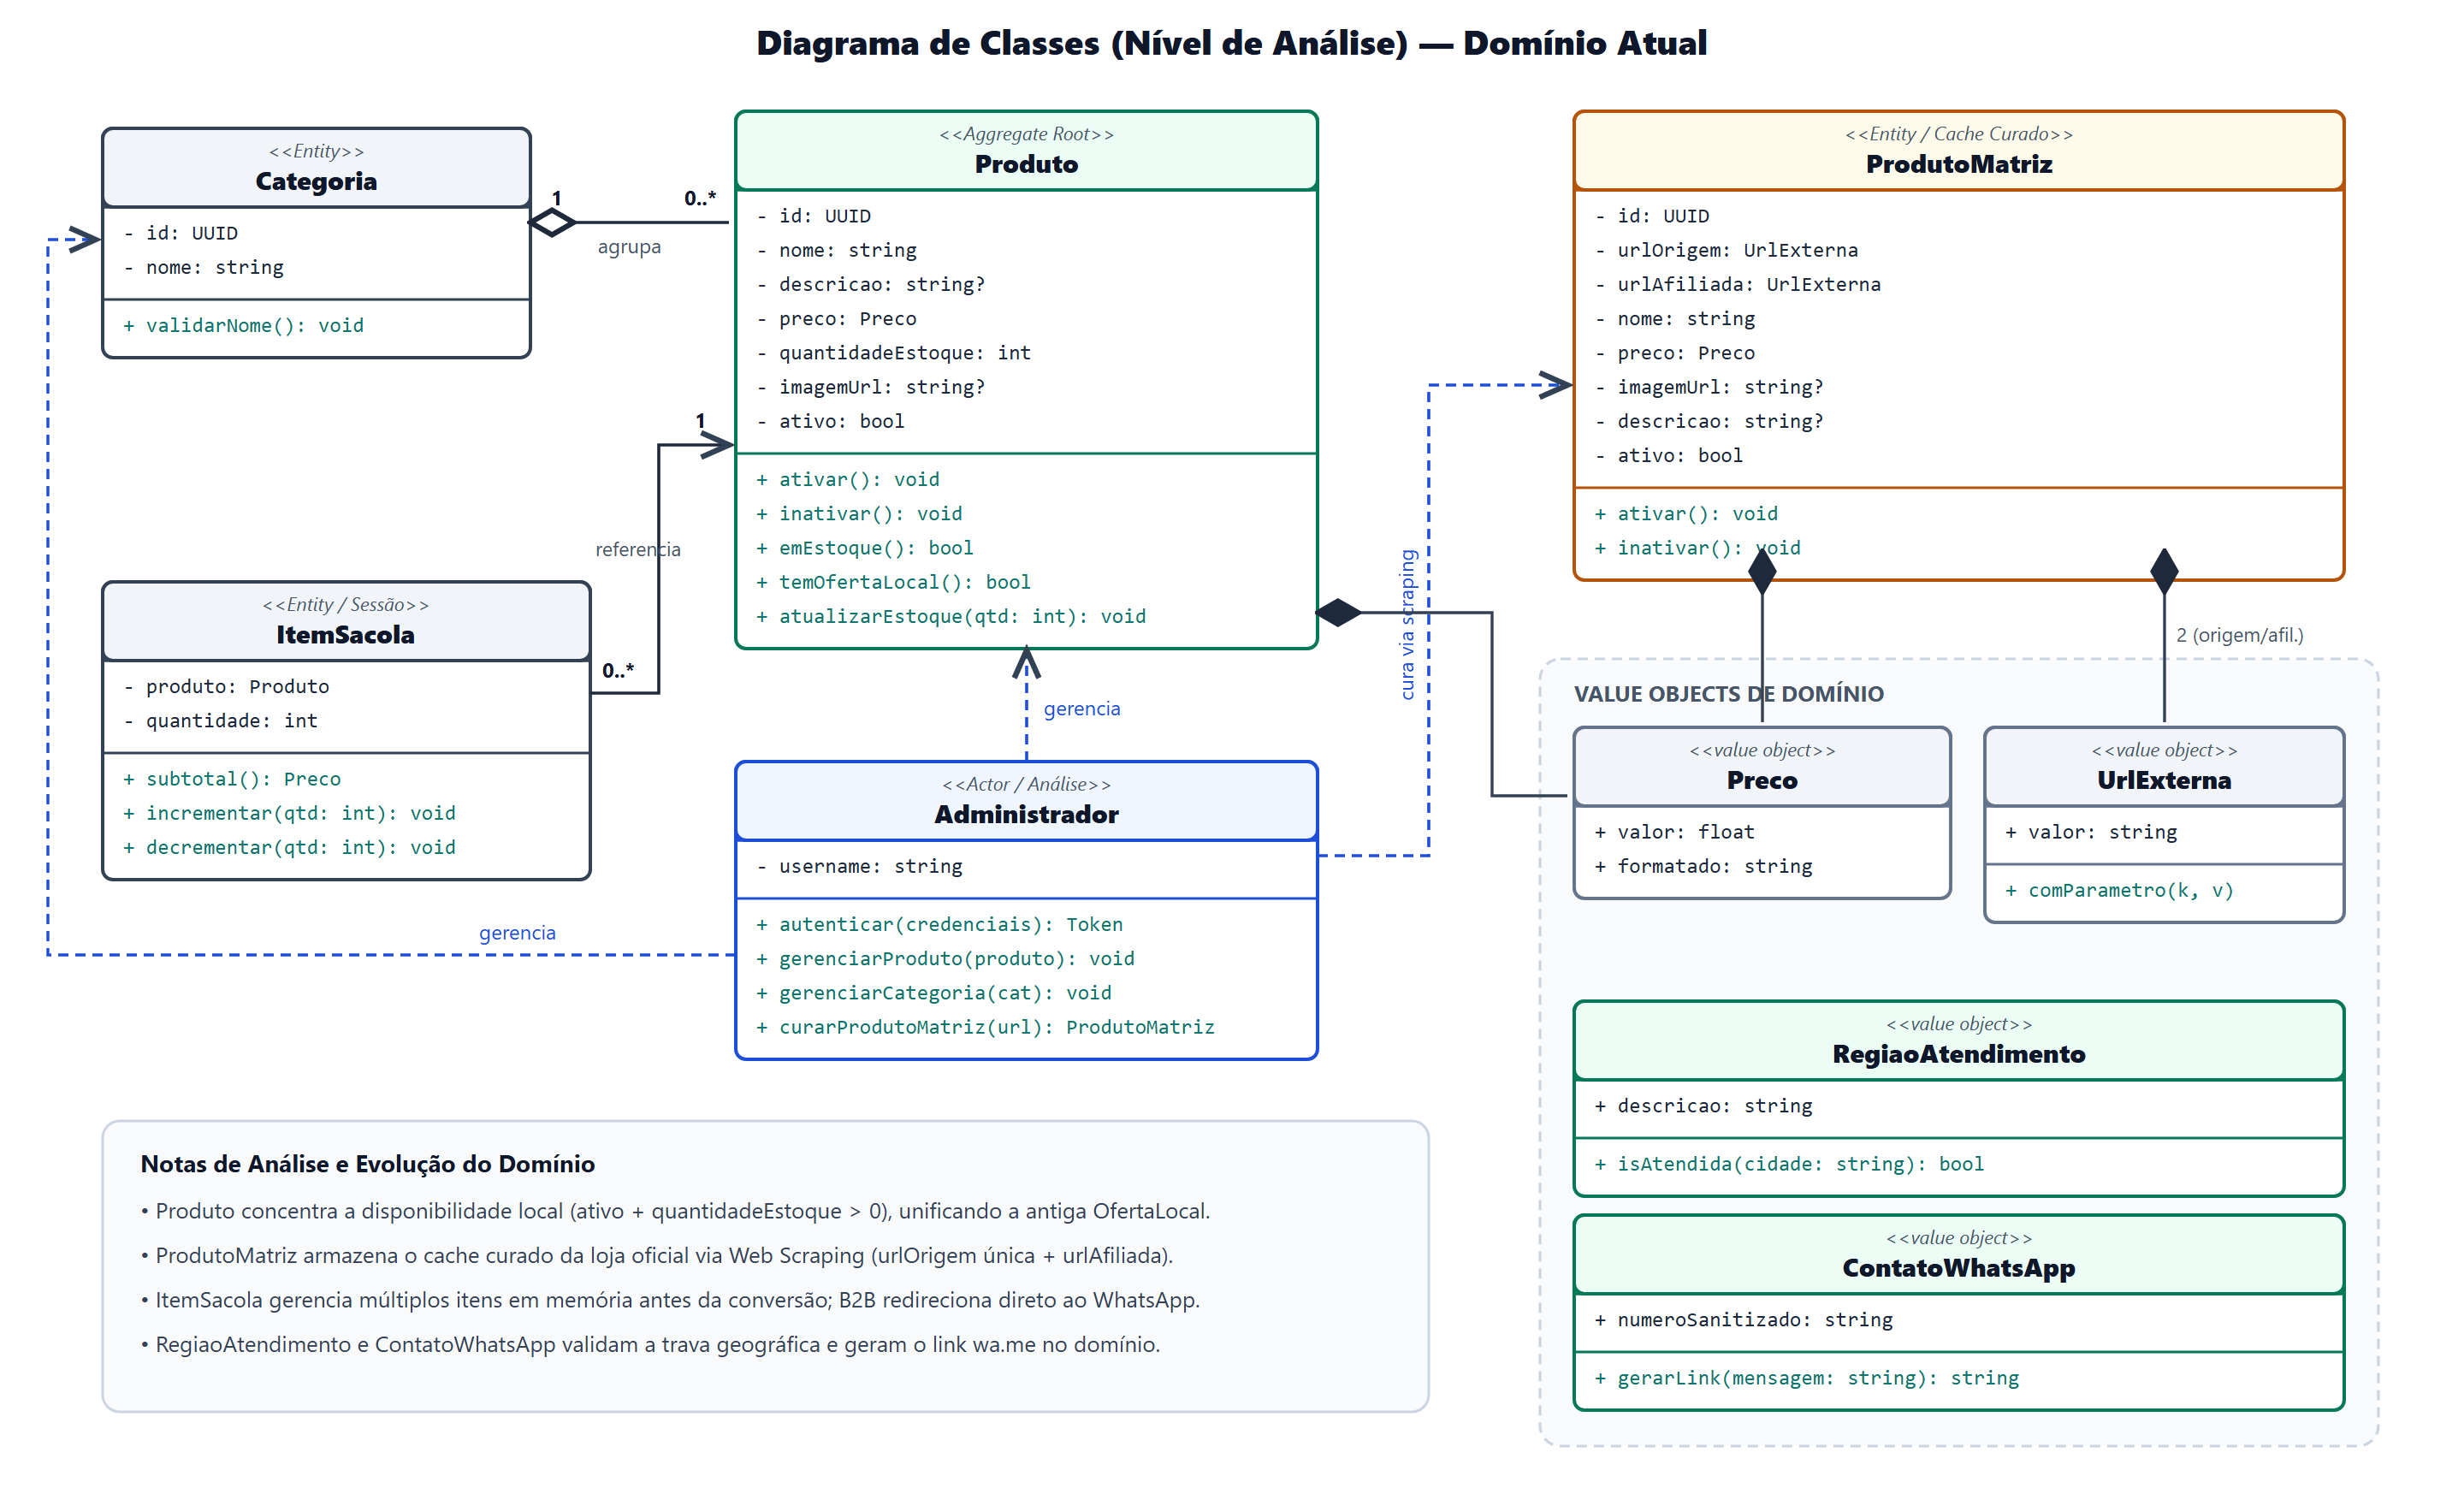 Diagrama de Classes (Nível de Análise) — Domínio Atual
<<Entity>>
Categoria
- id: UUID
- nome: string
+ validarNome(): void
1
0..*
agrupa
<<Aggregate Root>>
Produto
- id: UUID
- nome: string
- descricao: string?
- preco: Preco
- quantidadeEstoque: int
- imagemUrl: string?
- ativo: bool
+ ativar(): void
+ inativar(): void
+ emEstoque(): bool
+ temOfertaLocal(): bool
+ atualizarEstoque(qtd: int): void
<<Entity / Cache Curado>>
ProdutoMatriz
- id: UUID
- urlOrigem: UrlExterna
- urlAfiliada: UrlExterna
- nome: string
- preco: Preco
- imagemUrl: string?
- descricao: string?
- ativo: bool
+ ativar(): void
+ inativar(): void
1
referencia
0..*
<<Entity / Sessão>>
ItemSacola
- produto: Produto
- quantidade: int
+ subtotal(): Preco
+ incrementar(qtd: int): void
+ decrementar(qtd: int): void
gerencia
cura via scraping
2 (origem/afil.)
<<Actor / Análise>>
Administrador
- username: string
+ autenticar(credenciais): Token
+ gerenciarProduto(produto): void
+ gerenciarCategoria(cat): void
+ curarProdutoMatriz(url): ProdutoMatriz
gerencia
VALUE OBJECTS DE DOMÍNIO
<<value object>>
Preco
+ valor: float
+ formatado: string
<<value object>>
UrlExterna
+ valor: string
+ comParametro(k, v)
<<value object>>
RegiaoAtendimento
+ descricao: string
+ isAtendida(cidade: string): bool
<<value object>>
ContatoWhatsApp
+ numeroSanitizado: string
+ gerarLink(mensagem: string): string
Notas de Análise e Evolução do Domínio
• Produto concentra a disponibilidade local (ativo + quantidadeEstoque > 0), unificando a antiga OfertaLocal.
• ProdutoMatriz armazena o cache curado da loja oficial via Web Scraping (urlOrigem única + urlAfiliada).
• ItemSacola gerencia múltiplos itens em memória antes da conversão; B2B redireciona direto ao WhatsApp.
• RegiaoAtendimento e ContatoWhatsApp validam a trava geográfica e geram o link wa.me no domínio.